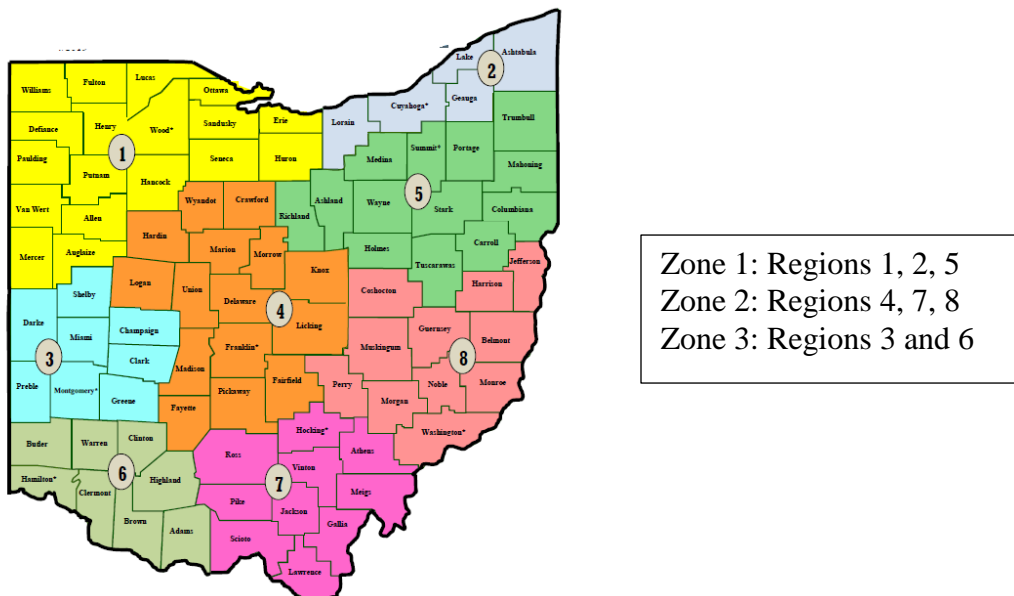 Lake
Ashtabula
2
Williams
Fulton
Lucas
Ottawa
Cuyahoga*
Geauga
Defiance
Henry
Wood*
Sandusky
Erie
Lorain
Trumbull
Paulding
1
Putnam
Hancock
Seneca
Huron
Medina
Summit*
Portage
Mahoning
Van Wert
Allen
Wyandot
Crawford
Richland
Ashland
Wayne
5
Stark
Columbiana
Mercer
Auglaize
Hardin
Marion
Morrow
Holmes
Tuscarawas
Carroll
Jefferson
Shelby
Logan
Union
Delaware
Knox
Coshocton
Harrison
Darke
Miami
Champaign
4
Licking
Guernsey
Belmont
3
Clark
Madison
Franklin*
Muskingum
8
Preble
Montgomery*
Greene
Fayette
Pickaway
Fairfield
Perry
Morgan
Noble
Monroe
Butler
Warren
Clinton
Ross
Hocking*
Athens
Washington*
Hamilton*
Clermont
6
Highland
7
Vinton
Meigs
Brown
Adams
Pike
Jackson
Gallia
Scioto
Lawrence
Zone 1: Regions 1, 2, 5
Zone 2: Regions 4, 7, 8
Zone 3: Regions 3 and 6